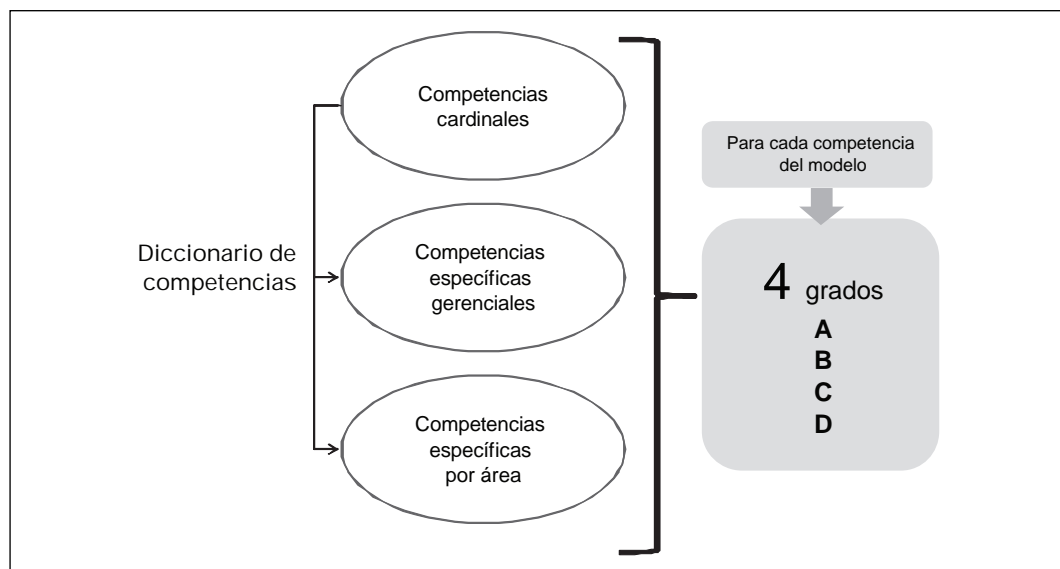 Diccionario de
competencias
Competencias
cardinales
Competencias
específicas
gerenciales
Competencias
específicas
por área
Para cada competencia
del modelo
4 grados
A
B
C
D